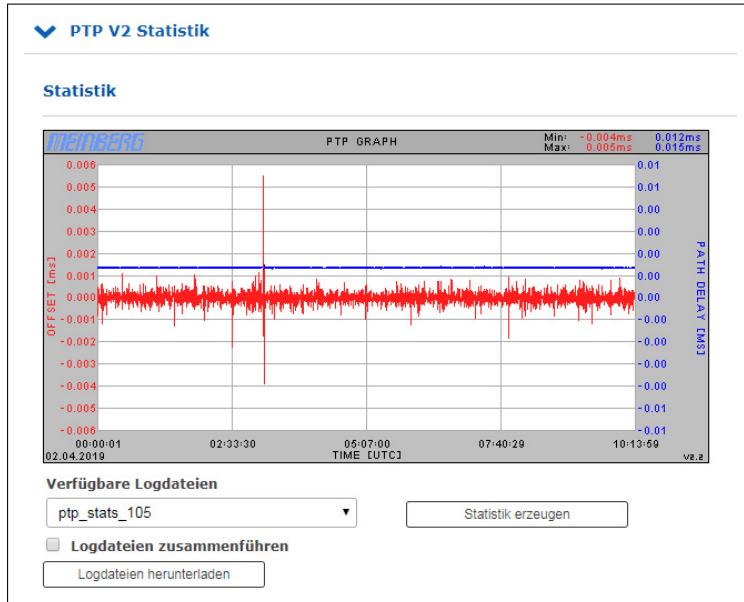 PTP V2 Statistik
Statistik
MEINBERG
PTP GRAPH
Min: -0.004ms 0.012ms
Max: 0.005ms 0.015ms
0.006
0.005
0.004
0.003
0.002
0.001
0.000
-0.001
-0.002
-0.003
-0.004
-0.005
-0.006
OFFSET [ms]
0.01
0.01
0.00
0.00
0.00
0.00
0.00
-0.00
-0.00
-0.00
-0.00
-0.01
-0.01
PATH DELAY [MS]
00:00:01 02:33:30 05:07:00 07:40:29 10:13:59
02.04.2019 TIME [UTC] V2.2
Verfügbare Logdateien
ptp_stats_105
Statistik erzeugen
Logdateien zusammenführen
Logdateien herunterladen